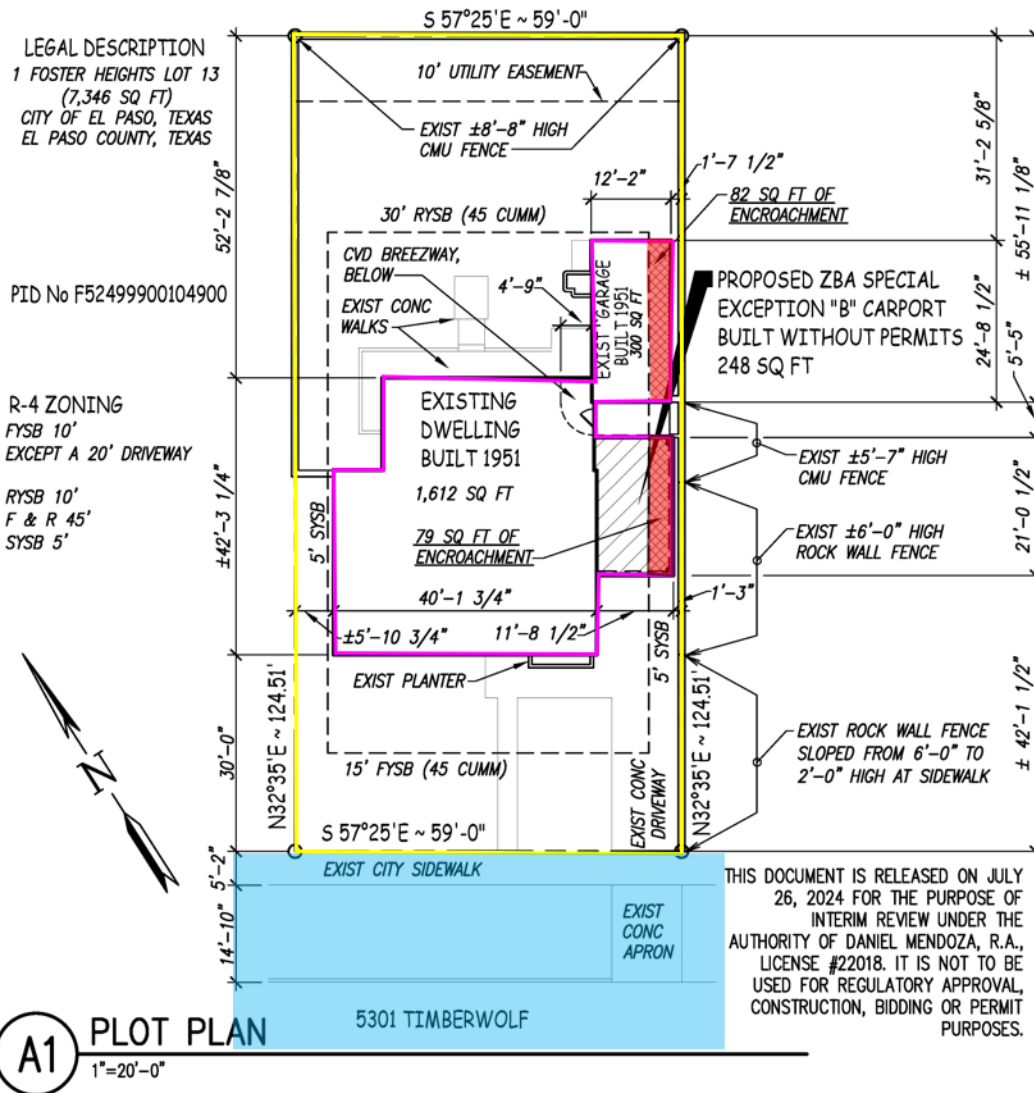 S 57°25'E ~ 59'-0"
LEGAL DESCRIPTION
1 FOSTER HEIGHTS LOT 13
(7,346 SQ FT)
CITY OF EL PASO, TEXAS
EL PASO COUNTY, TEXAS
10' UTILITY EASEMENT
EXIST ±8'-8" HIGH
CMU FENCE
52'-2 7/8"
12'-2"
1'-7 1/2"
31'-2 5/8"
± 55'-11 1/8"
82 SQ FT OF
ENCROACHMENT
30' RYSB (45 CUMM)
CVD BREEZWAY,
BELOW
4'-9"
EXIST CONC
WALKS
EXIST GARAGE
BUILT 1951
300 SQ FT
PID No F52499900104900
PROPOSED ZBA SPECIAL
EXCEPTION "B" CARPORT
BUILT WITHOUT PERMITS
248 SQ FT
24'-8 1/2"
5'-5"
R-4 ZONING
FYSB 10'
EXCEPT A 20' DRIVEWAY
RYSB 10'
F & R 45'
SYSB 5'
EXISTING
DWELLING
BUILT 1951
1,612 SQ FT
±42'-3 1/4"
5' SYSB
79 SQ FT OF
ENCROACHMENT
EXIST ±5'-7" HIGH
CMU FENCE
EXIST ±6'-0" HIGH
ROCK WALL FENCE
21'-0 1/2"
40'-1 3/4"
1'-3"
±5'-10 3/4"
11'-8 1/2"
5' SYSB
EXIST PLANTER
N32°35'E ~ 124.51'
N32°35'E ~ 124.51'
30'-0"
± 42'-1 1/2"
EXIST ROCK WALL FENCE
SLOPED FROM 6'-0" TO
2'-0" HIGH AT SIDEWALK
15' FYSB (45 CUMM)
EXIST CONC
DRIVEWAY
N
S 57°25'E ~ 59'-0"
5'-2"
EXIST CITY SIDEWALK
14'-10"
EXIST
CONC
APRON
THIS DOCUMENT IS RELEASED ON JULY
26, 2024 FOR THE PURPOSE OF
INTERIM REVIEW UNDER THE
AUTHORITY OF DANIEL MENDOZA, R.A.,
LICENSE #22018. IT IS NOT TO BE
USED FOR REGULATORY APPROVAL,
CONSTRUCTION, BIDDING OR PERMIT
PURPOSES.
5301 TIMBERWOLF
A1
PLOT PLAN
1"=20'-0"